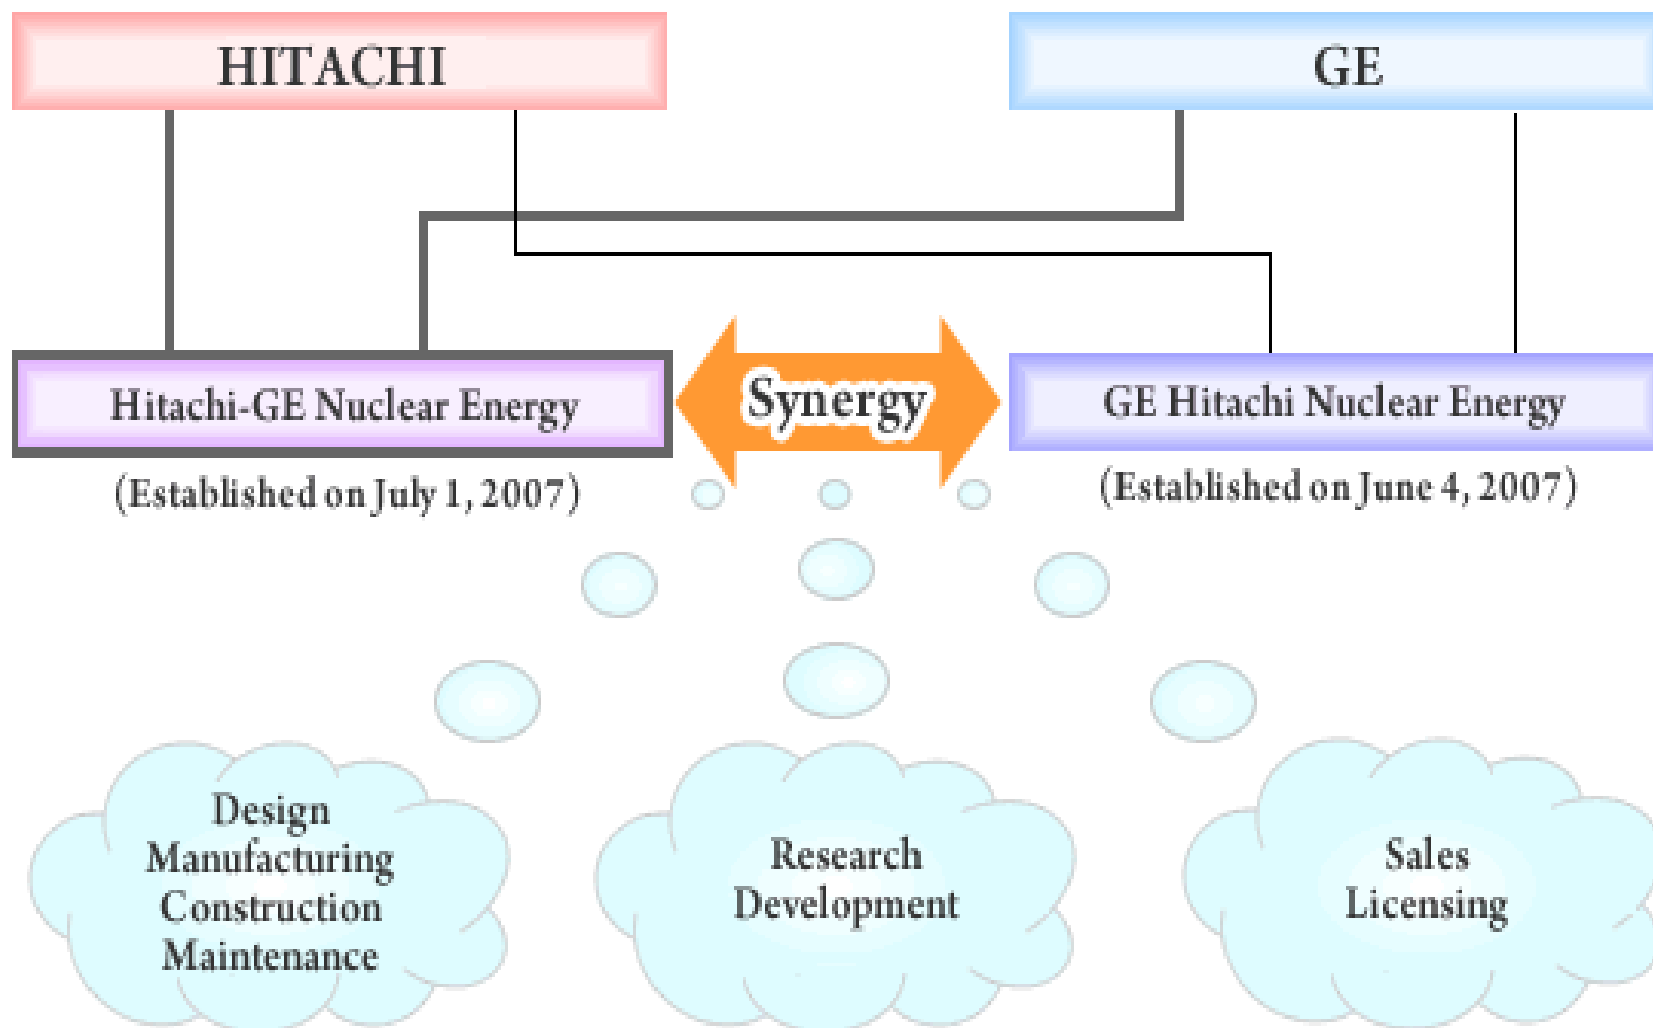 HITACHI
GE
Hitachi-GE Nuclear Energy
Synergy
GE Hitachi Nuclear Energy
(Established on July 1, 2007)
(Established on June 4, 2007)
Design
Manufacturing
Construction
Maintenance
Research
Development
Sales
Licensing